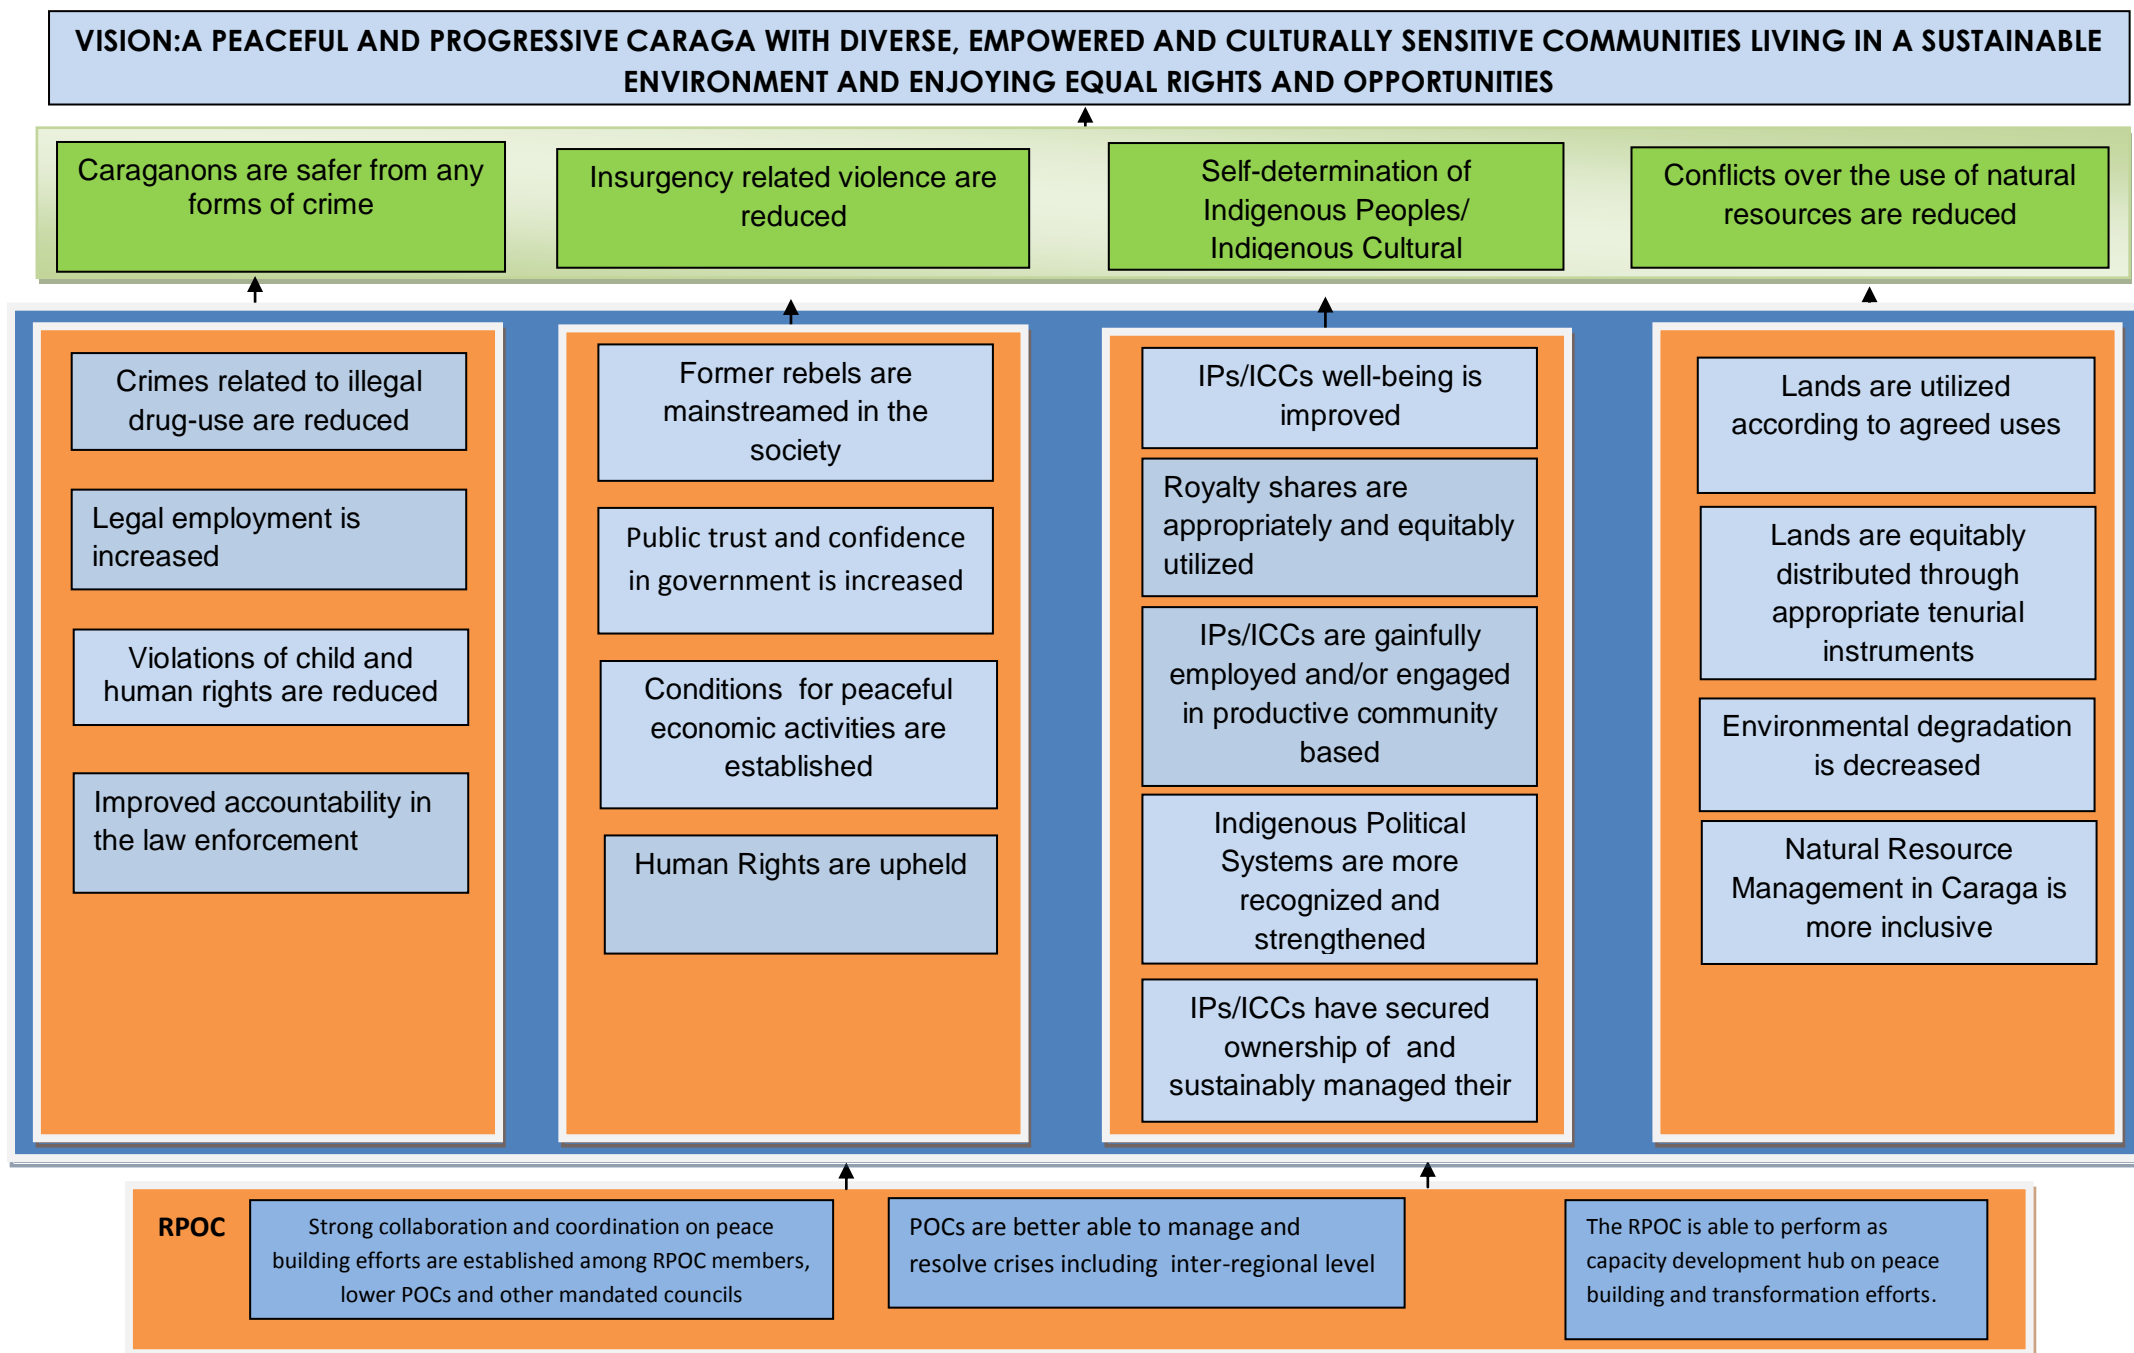 VISION:A PEACEFUL AND PROGRESSIVE CARAGA WITH DIVERSE, EMPOWERED AND CULTURALLY SENSITIVE COMMUNITIES LIVING IN A SUSTAINABLE
ENVIRONMENT AND ENJOYING EQUAL RIGHTS AND OPPORTUNITIES
Caraganons are safer from any
forms of crime
Insurgency related violence are
reduced
Self-determination of
Indigenous Peoples/
Indigenous Cultural
Conflicts over the use of natural
resources are reduced
Crimes related to illegal
drug-use are reduced
Legal employment is
increased
Violations of child and
human rights are reduced
Improved accountability in
the law enforcement
Former rebels are
mainstreamed in the
society
Public trust and confidence
in government is increased
Conditions  for peaceful
economic activities are
established
Human Rights are upheld
IPs/ICCs well-being is
improved
Royalty shares are
appropriately and equitably
utilized
IPs/ICCs are gainfully
employed and/or engaged
in productive community
based
Indigenous Political
Systems are more
recognized and
strengthened
IPs/ICCs have secured
ownership of  and
sustainably managed their
Lands are utilized
according to agreed uses
Lands are equitably
distributed through
appropriate tenurial
instruments
Environmental degradation
is decreased
Natural Resource
Management in Caraga is
more inclusive
RPOC
Strong collaboration and coordination on peace
building efforts are established among RPOC members,
lower POCs and other mandated councils
POCs are better able to manage and
resolve crises including  inter-regional level
The RPOC is able to perform as
capacity development hub on peace
building and transformation efforts.